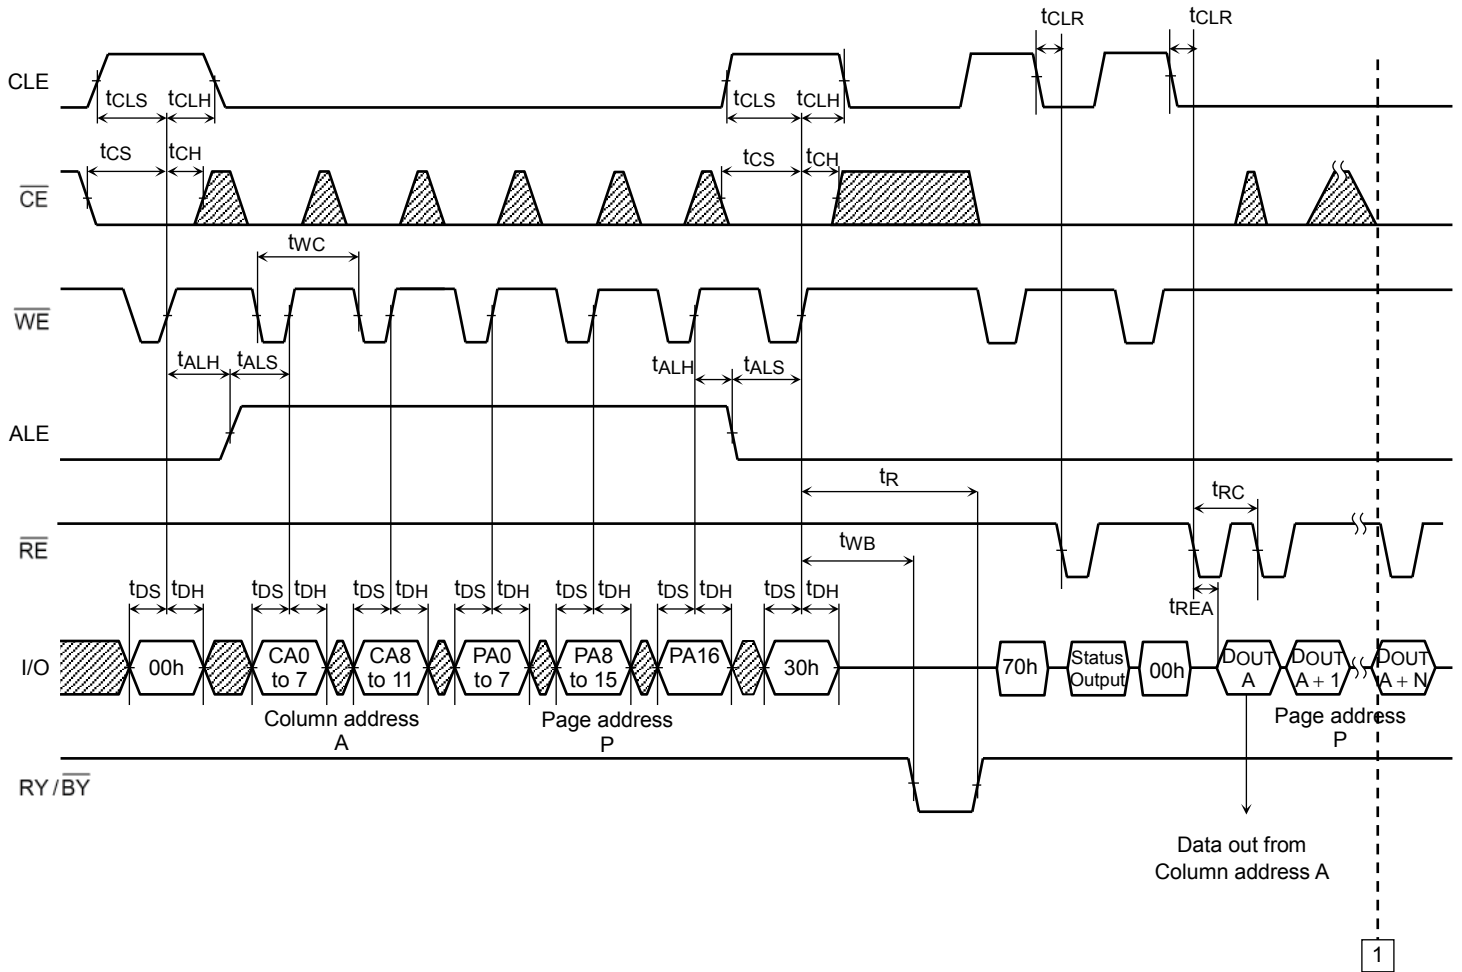 tCLR tCLR
CLE
tCLS tCLH tCLS tCLH
tCS tCH tCS tCH
CE
tWC
WE
tALH tALS tALH tALS
ALE
tR
tRC
RE
tWB
tDS tDH tDS tDH tDS tDH tDS tDH tDS tDH tDS tDH tDS tDH
tREA
I/O
00h
CA0
to 7
CA8
to 11
PA0
to 7
PA8
to 15
PA16
30h
70h
Status
Output
00h
DOUT
A
DOUT
A + 1
DOUT
A + N
Column address
A
Page address
P
Page address
P
RY / BY
Data out from
Column address A
1